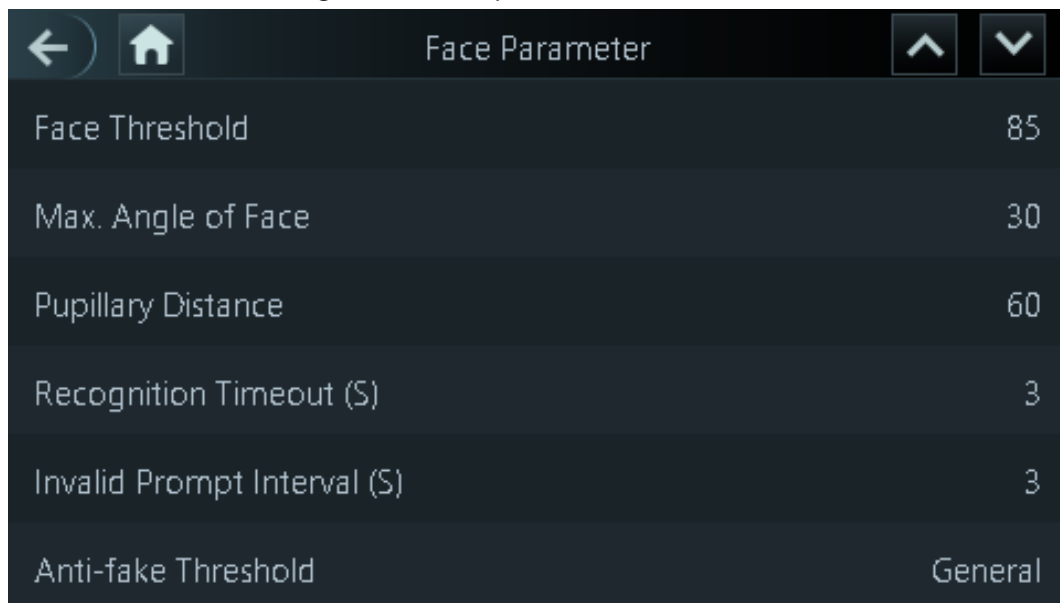 Face Parameter
Face Threshold 85
Max. Angle of Face 30
Pupillary Distance 60
Recognition Timeout (S) 3
Invalid Prompt Interval (S) 3
Anti-fake Threshold General